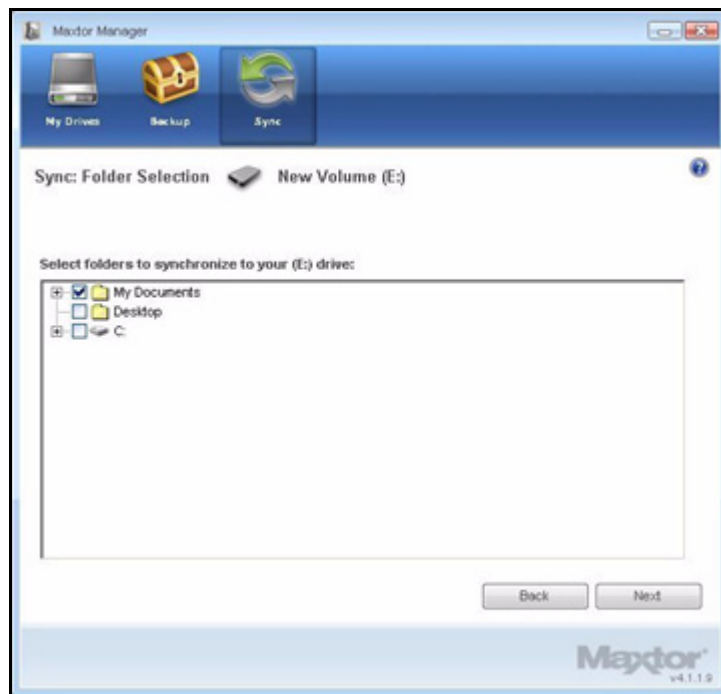 Maxtor Manager
My Drives Backup Sync
Sync: Folder Selection New Volume (E:)
Select folders to synchronize to your (E:) drive:
My Documents
Desktop
C:
Back Next
Maxtor
v4.1.1.9